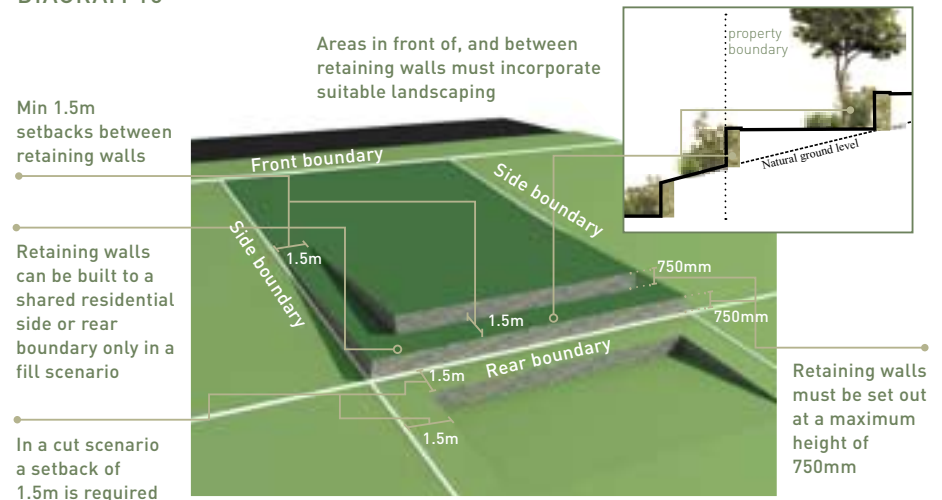 Areas in front of, and between
retaining walls must incorporate
suitable landscaping
property
boundary
Natural ground level
Min 1.5m
setbacks between
retaining walls
Front boundary
Side boundary
Side boundary
1.5m
750mm
Retaining walls
can be built to a
shared residential
side or rear
boundary only in a
fill scenario
1.5m
750mm
Rear boundary
1.5m
1.5m
Retaining walls
must be set out
at a maximum
height of
750mm
In a cut scenario
a setback of
1.5m is required